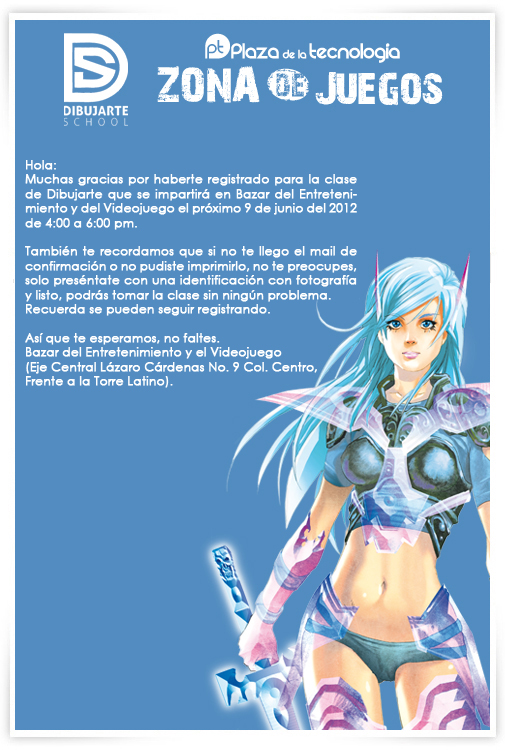 DS
DIBUJARTE
SCHOOL
pt Plaza de la tecnología
ZONA DE JUEGOS
Hola:
Muchas gracias por haberte registrado para la clase
de Dibujarte que se impartirá en Bazar del Entreteni-
miento y del Videojuego el próximo 9 de junio del 2012
de 4:00 a 6:00 pm.
También te recordamos que si no te llego el mail de
confirmación o no pudiste imprimirlo, no te preocupes,
solo preséntate con una identificación con fotografía
y listo, podrás tomar la clase sin ningún problema.
Recuerda se pueden seguir registrando.
Así que te esperamos, no faltes.
Bazar del Entretenimiento y el Videojuego
(Eje Central Lázaro Cárdenas No. 9 Col. Centro,
Frente a la Torre Latino).